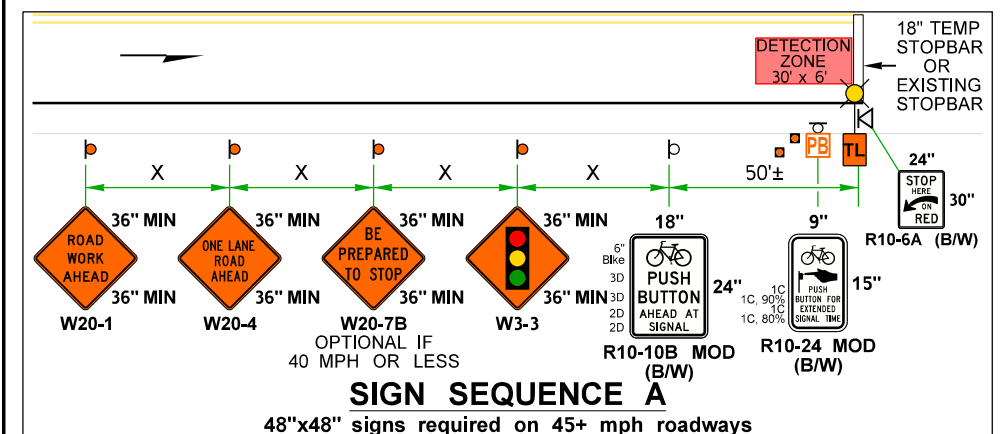 DETECTION
ZONE
30' x 6'
18" TEMP
STOPBAR
OR
EXISTING
STOPBAR
PB
TL
X
X
X
X
50'±
ROAD
WORK
AHEAD
36" MIN
36" MIN
W20-1
ONE LANE
ROAD
AHEAD
36" MIN
36" MIN
W20-4
BE
PREPARED
TO STOP
36" MIN
36" MIN
W20-7B
OPTIONAL IF
40 MPH OR LESS
36" MIN
36" MIN
W3-3
18"
6"
Bike
3D
3D
2D
2D
PUSH
BUTTON
AHEAD AT
SIGNAL
24"
R10-10B MOD
(B/W)
9"
1C
1C, 90%
1C
1C, 80%
PUSH
BUTTON FOR
EXTENDED
SIGNAL TIME
15"
R10-24 MOD
(B/W)
24"
STOP
HERE
ON
RED
30"
R10-6A (B/W)
SIGN SEQUENCE A
48"x48" signs required on 45+ mph roadways